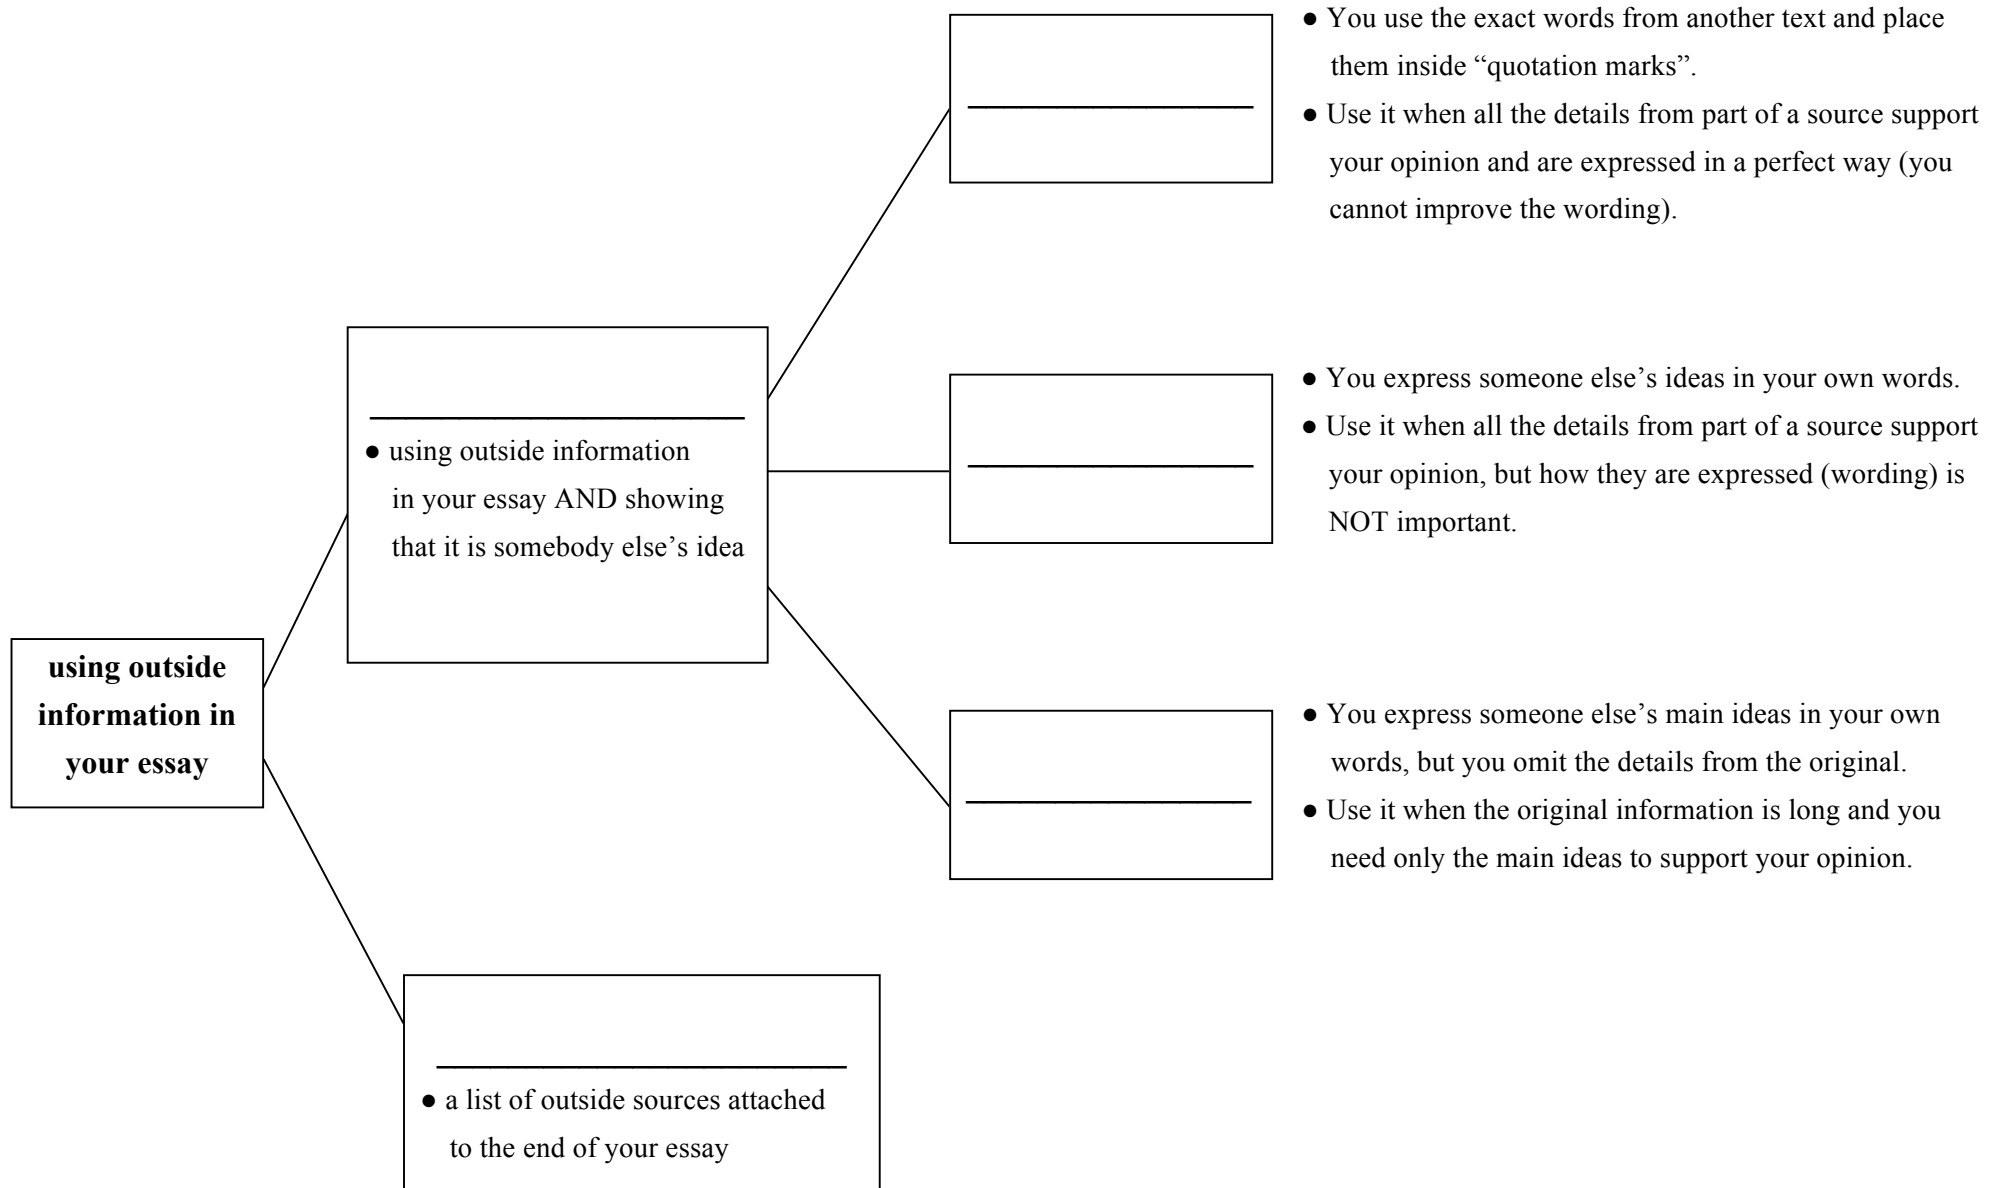 ● You use the exact words from another text and place
them inside “quotation marks”.
● Use it when all the details from part of a source support
your opinion and are expressed in a perfect way (you
cannot improve the wording).
● using outside information
in your essay AND showing
that it is somebody else’s idea
● You express someone else’s ideas in your own words.
● Use it when all the details from part of a source support
your opinion, but how they are expressed (wording) is
NOT important.
using outside
information in
your essay
● You express someone else’s main ideas in your own
words, but you omit the details from the original.
● Use it when the original information is long and you
need only the main ideas to support your opinion.
● a list of outside sources attached
to the end of your essay